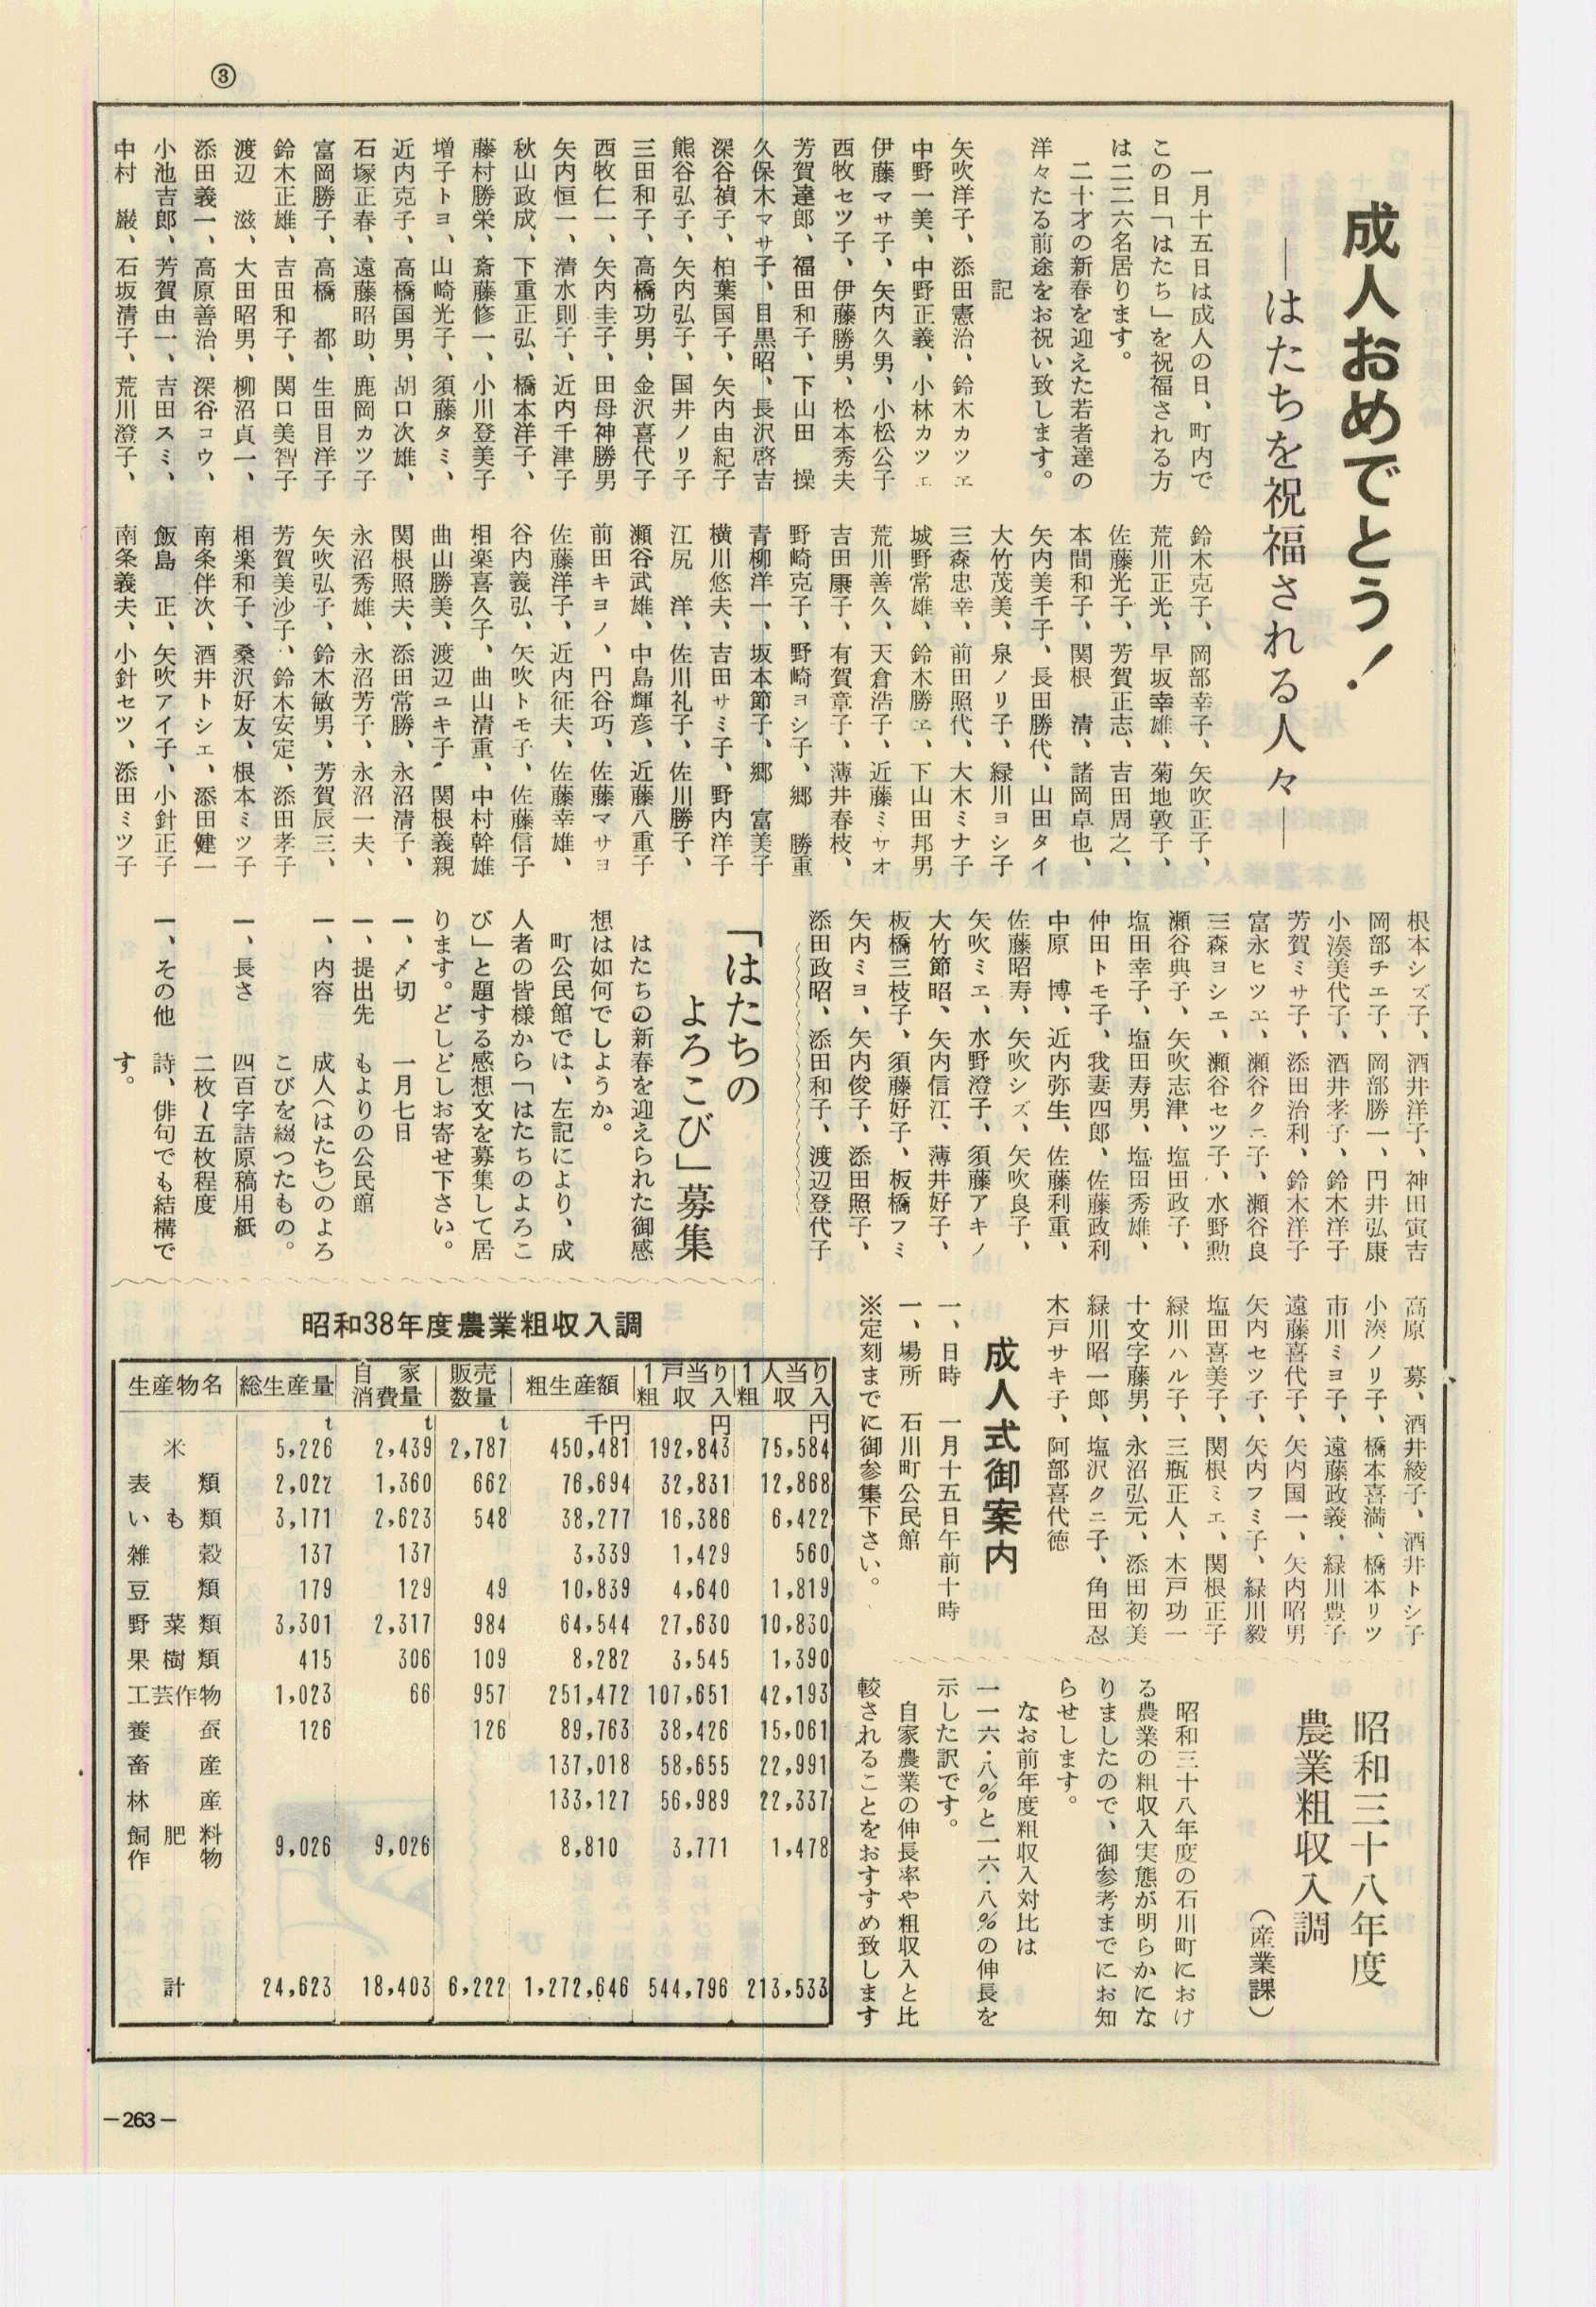 ③
成人おめでとう！
―はたちを祝福される人々―
一月十五日は成人の日、町内で
この日「はたち」を祝福される方
は二二六名居ります。
二十才の新春を迎えた若者達の
洋々たる前途をお祝い致します。
記
矢吹洋子、添田憲治、鈴木カツヱ
中野一美、中野正義、小林カツェ
伊藤マサ子、矢内久男、小松公子
西牧セツ子、伊藤勝男、松本秀夫
芳賀達郎、福田和子、下山田　操
久保木マサ子、目黒昭、長沢啓吉
深谷禎子、柏葉国子、矢内由紀子
熊谷弘子、矢内弘子、国井ノリ子
三田和子、高橋功男、金沢喜代子
西牧仁一、矢内圭子、田母神勝男
矢内恒一、清水則子、近内千津子
秋山政成、下重正弘、橋本洋子、
藤村勝栄、斎藤修一、小川登美子
増子トヨ、山崎光子、須藤タミ、
近内克子、高橋国男、胡口次雄、
石塚正春、遠藤昭助、鹿岡カツ子
富岡勝子、高橋　都、生田目洋子
鈴木正雄、吉田和子、関口美智子
渡辺　滋、大田昭男、柳沼貞一、
添田義一、高原善治、深谷コウ、
小池吉郎、芳賀由一、吉田スミ、
中村　巌、石坂清子、荒川澄子、
鈴木克子、岡部幸子、矢吹正子、
荒川正光、早坂幸雄、菊地敦子、
佐藤光子、芳賀正志、吉田周之、
本間和子、関根　清、諸岡卓也、
矢内美千子、長田勝代、山田タイ
大竹茂美、泉ノリ子、緑川ヨシ子
三森忠幸、前田照代、大木ミナ子
城野常雄、鈴木勝ヱ、下山田邦男
荒川善久、天倉浩子、近藤ミサオ
吉田康子、有賀章子、薄井春枝、
野崎克子、野崎ヨシ子、郷　勝重
青柳洋一、坂本節子、郷　富美子
横川悠夫、吉田サミ子、野内洋子
江尻　洋、佐川礼子、佐川勝子、
瀬谷武雄、中島輝彦、近藤八重子
前田キヨノ、円谷巧、佐藤マサヨ
佐藤洋子、近内征夫、佐藤幸雄、
谷内義弘、矢吹トモ子、佐藤信子
相楽喜久子、曲山清重、中村幹雄
曲山勝美、渡辺ユキ子、関根義親
関根照夫、添田常勝、永沼清子、
永沼秀雄、永沼芳子、永沼一夫、
矢吹弘子、鈴木敏男、芳賀辰三、
芳賀美沙子、鈴木安定、添田孝子
相楽和子、桑沢好友、根本ミツ子
南条伴次、酒井トシェ、添田健一
飯島　正、矢吹アイ子、小針正子
南条義夫、小針セツ、添田ミツ子
根本シズ子、酒井洋子、神田寅吉
岡部チエ子、岡部勝一、円井弘康
小湊美代子、酒井孝子、鈴木洋子
芳賀ミサ子、添田治利、鈴木洋子
富永ヒツエ、瀬谷クニ子、瀬谷良
三森ヨシエ、瀬谷セツ子、水野勲
瀬谷典子、矢吹志津、塩田政子、
塩田幸子、塩田寿男、塩田秀雄、
仲田トモ子、我妻四郎、佐藤政利
中原　博、近内弥生、佐藤利重、
佐藤昭寿、矢吹シズ、矢吹良子、
矢吹ミエ、水野澄子、須藤アキノ
大竹節昭、矢内信江、薄井好子、
板橋三枝子、須藤好子、板橋フミ
矢内ミヨ、矢内俊子、添田照子、
添田政昭、添田和子、渡辺登代子
高原　募、酒井綾子、酒井トシ子
小湊ノリ子、橋本喜満、橋本リツ
市川ミヨ子、遠藤政義、緑川豊子
遠藤喜代子、矢内国一、矢内昭男
矢内セツ子、矢内フミ子、緑川毅
塩田喜美子、関根ミエ、関根正子
緑川ハル子、三瓶正人、木戸功一
十文字藤男、永沼弘元、添田初美
緑川昭一郎、塩沢クニ子、角田忍
木戸サキ子、阿部喜代徳
成人式御案内
一、日時　一月十五日午前十時
一、場所　石川町公民館
※定刻までに御参集下さい。
「はたちの
よろこび」募集
はたちの新春を迎えられた御感
想は如何でしようか。
町公民館では、左記により、成
人者の皆様から「はたちのよろこ
び」と題する感想文を募集して居
ります。どしどしお寄せ下さい。
一、〆切　一月七日
一、提出先　もよりの公民館
一、内容　成人（はたち）のよろ
こびを綴つたもの。
一、長さ　四百字詰原稿用紙
二枚～五枚程度
一、その他　詩、俳句でも結構で
す。
昭和三十八年度
農業粗収入調
（産業課）
昭和三十八年度の石川町におけ
る農業の粗収入実態が明らかにな
りましたので、御参考までにお知
らせします。
なお前年度粗収入対比は
一一六・八％と一六・八％の伸長を
示した訳です。
自家農業の伸長率や粗収入と比
較されることをおすすめ致します
昭和38年度農業粗収入調
生産物名 総生産量 自家消費量 販売数量 粗生産額 1戸当り粗収入 1人当り粗収入
t t t 千円 円 円
米 5,226 2,439 2,787 450,481 192,843 75,584
表類 2,022 1,360 662 76,694 32,831 12,868
いも類 3,171 2,623 548 38,277 16,386 6,422
雑穀 137 137 3,339 1,429 560
豆類 179 129 49 10,839 4,640 1,819
野菜類 3,301 2,317 984 64,544 27,630 10,830
果樹類 415 306 109 8,282 3,545 1,390
工芸作物 1,023 66 957 251,472 107,651 42,193
養蚕 126 126 89,763 38,426 15,061
畜産 137,018 58,655 22,991
林産 133,127 56,989 22,337
飼肥料作物 9,026 9,026 8,810 3,771 1,478
計 24,623 18,403 6,222 1,272,646 544,796 213,533
－263－